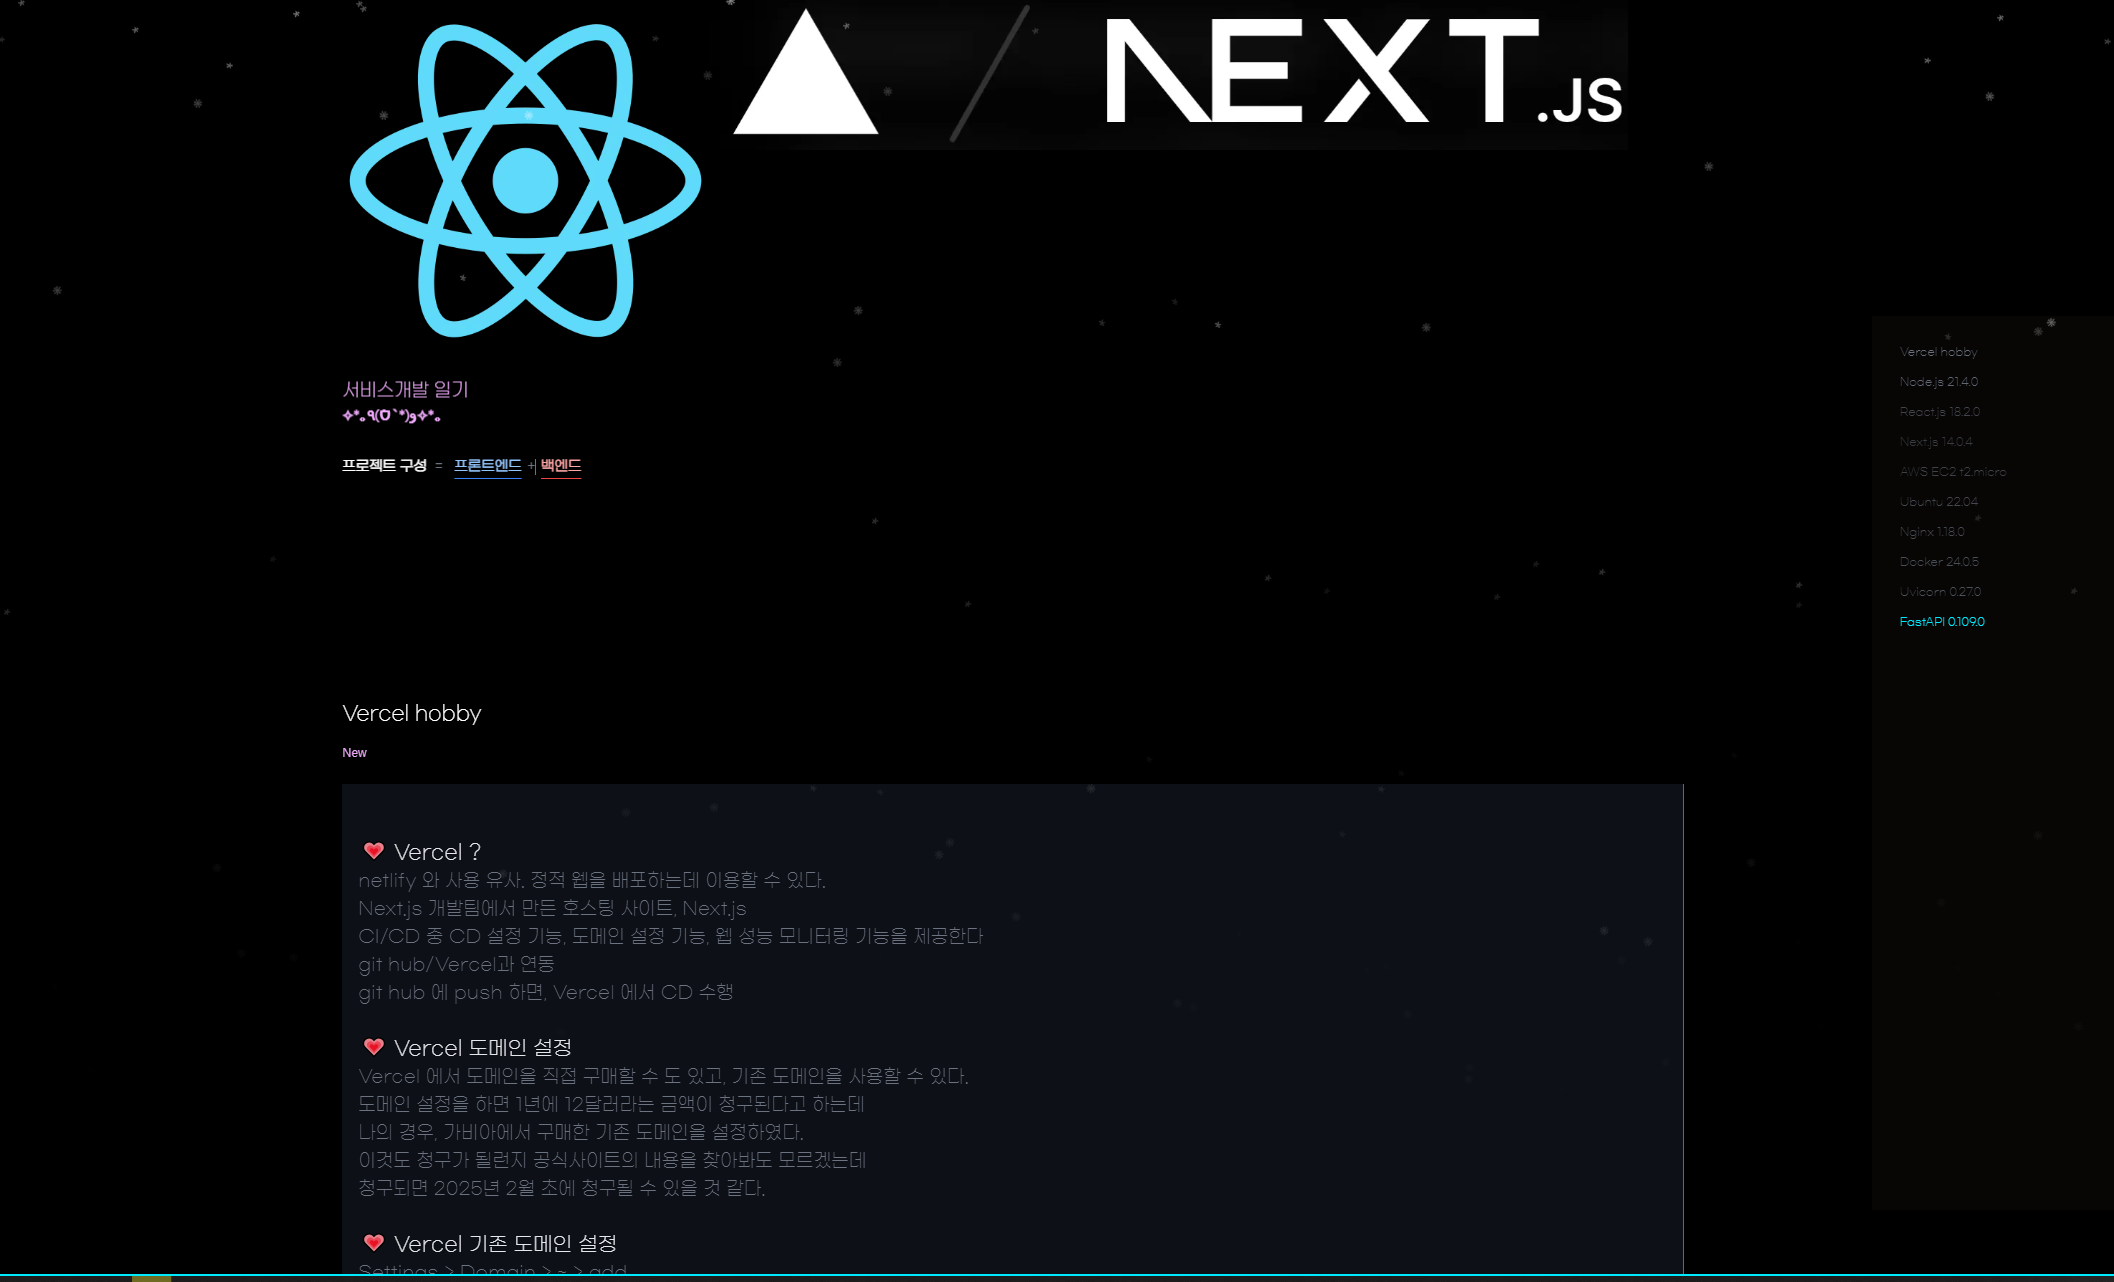 NEXT.JS
서비스개발 일기
✧*。٩(ʊˋ*)و✧*。
프로젝트 구성 = 프론트엔드 + 백엔드
Vercel hobby
Node.js 21.4.0
React.js 18.2.0
Next.js 14.0.4
AWS EC2 t2.micro
Ubuntu 22.04
Nginx 1.18.0
Docker 24.0.5
Uvicorn 0.27.0
FastAPI 0.109.0
Vercel hobby
New
Vercel ?
netlify 와 사용 유사. 정적 웹을 배포하는데 이용할 수 있다.
Next.js 개발팀에서 만든 호스팅 사이트, Next.js
CI/CD 중 CD 설정 기능, 도메인 설정 기능, 웹 성능 모니터링 기능을 제공한다
git hub/Vercel과 연동
git hub 에 push 하면, Vercel 에서 CD 수행
Vercel 도메인 설정
Vercel 에서 도메인을 직접 구매할 수 도 있고, 기존 도메인을 사용할 수 있다.
도메인 설정을 하면 1년에 12달러라는 금액이 청구된다고 하는데
나의 경우, 가비아에서 구매한 기존 도메인을 설정하였다.
이것도 청구가 될런지 공식사이트의 내용을 찾아봐도 모르겠는데
청구되면 2025년 2월 초에 청구될 수 있을 것 같다.
Vercel 기존 도메인 설정
Settings > Domain > ~ > add